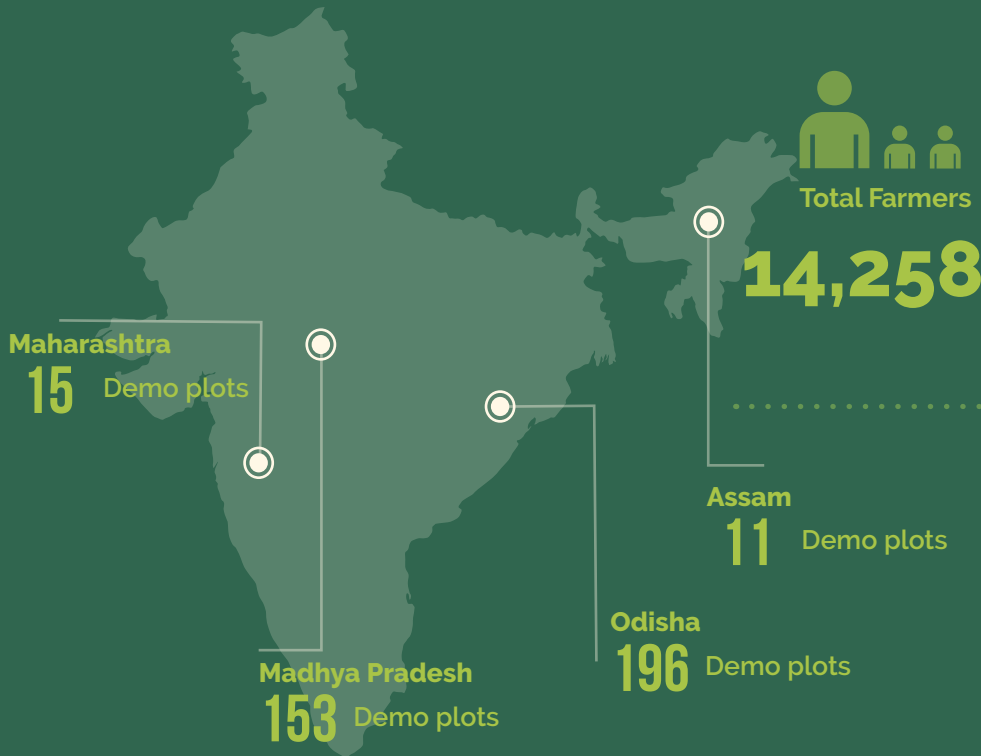 Total Farmers
14,258
Maharashtra
15 Demo plots
Assam
11 Demo plots
Odisha
196 Demo plots
Madhya Pradesh
153 Demo plots